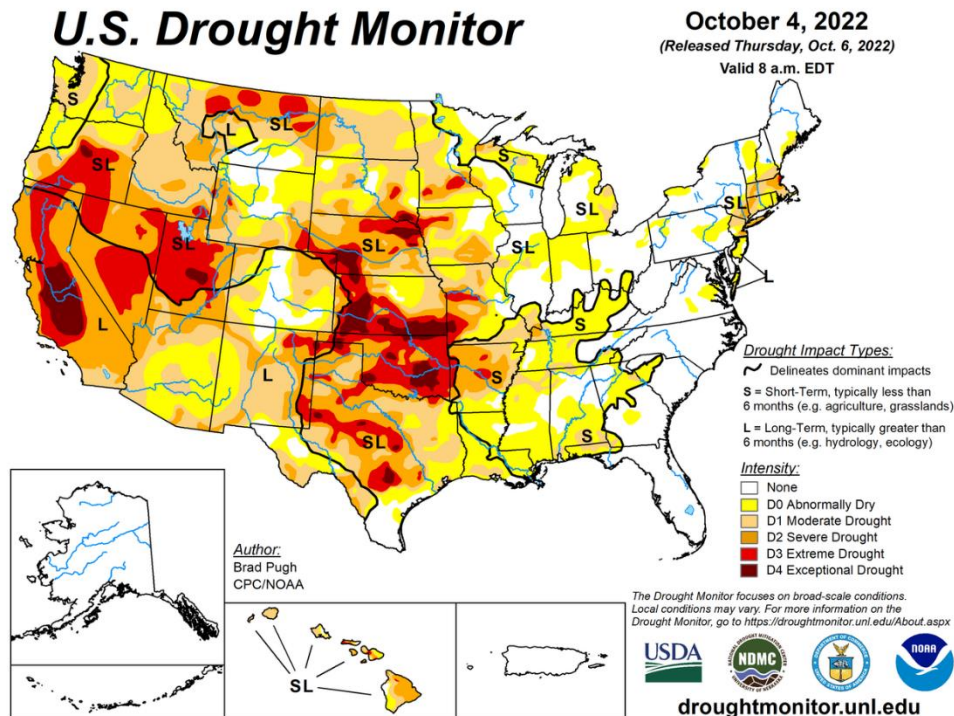 U.S. Drought Monitor
October 4, 2022
(Released Thursday, Oct. 6, 2022)
Valid 8 a.m. EDT
S
SL
L
SL
S
SL
SL
SL
SL
SL
L
L
S
S
L
SL
S
Drought Impact Types:
Delineates dominant impacts
S = Short-Term, typically less than
6 months (e.g. agriculture, grasslands)
L = Long-Term, typically greater than
6 months (e.g. hydrology, ecology)
Intensity:
None
D0 Abnormally Dry
D1 Moderate Drought
D2 Severe Drought
D3 Extreme Drought
D4 Exceptional Drought
Author:
Brad Pugh
CPC/NOAA
SL
The Drought Monitor focuses on broad-scale conditions.
Local conditions may vary. For more information on the
Drought Monitor, go to https://droughtmonitor.unl.edu/About.aspx
USDA
NDMC
NOAA
droughtmonitor.unl.edu